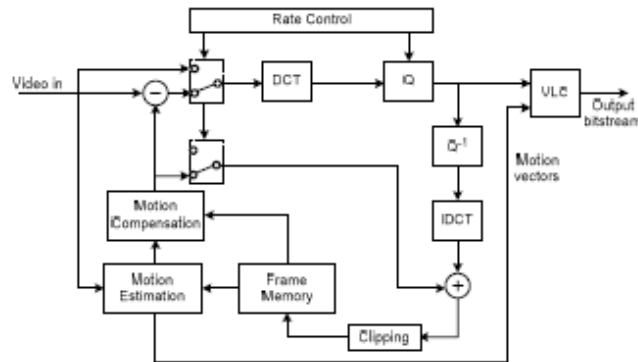 Rate Control
Video in
DCT
IQ
VLC
Output
bitstream
Q-1
Motion
vectors
IDCT
Motion
Compensation
Motion
Estimation
Frame
Memory
Clipping